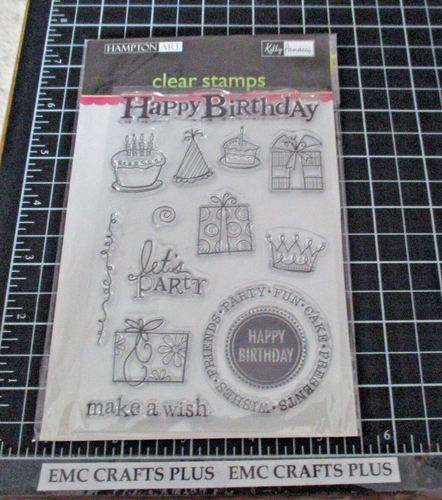 HAMPTON ART
Kelly Panacci
clear stamps
HAPPY BIRTHDAY
let's
PARTY
FRIENDS • PARTY • FUN • CAKE • PRESENTS • WISHES •
HAPPY
BIRTHDAY
make a wish
EMC CRAFTS PLUS EMC CRAFTS PLUS